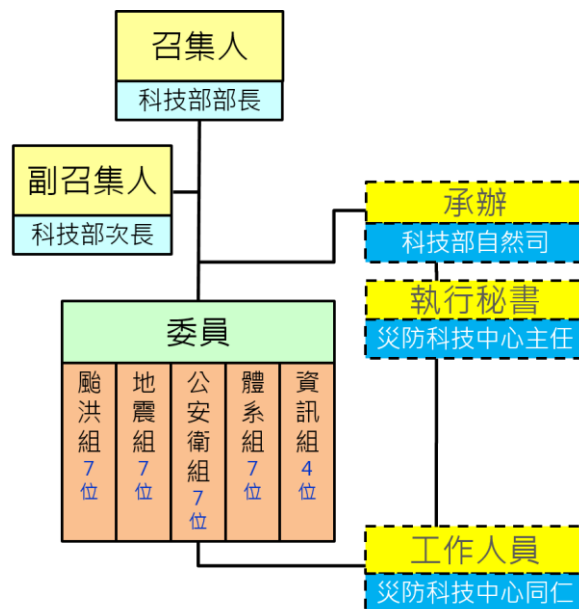 召集人
科技部部長
副召集人
科技部次長
承辦
科技部自然司
執行秘書
災防科技中心主任
委員
颱洪組7位
地震組7位
公安衛組7位
體系組7位
資訊組4位
工作人員
災防科技中心同仁